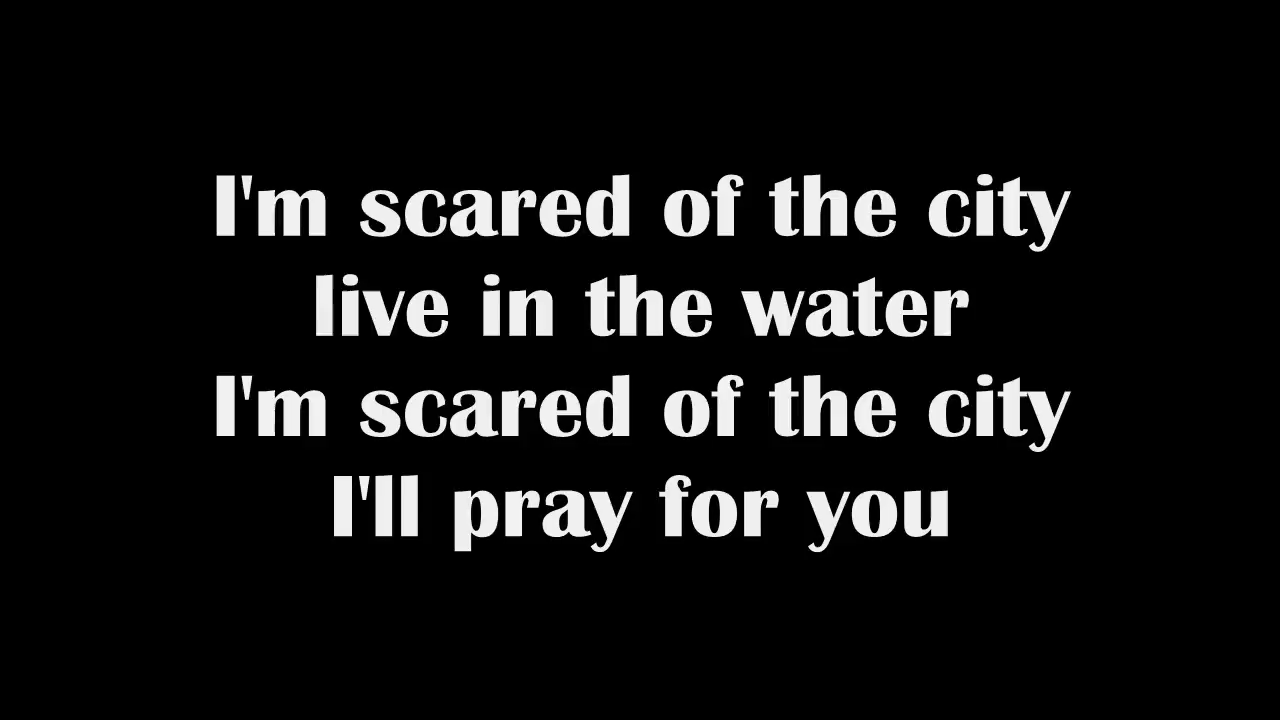 I'm scared of the city
live in the water
I'm scared of the city
I'll pray for you